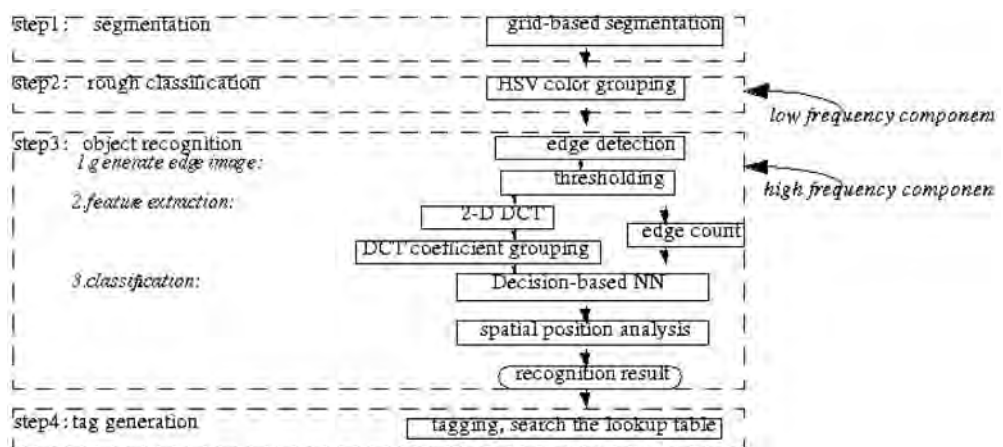 step1: segmentation grid-based segmentation
step2: rough classification HSV color grouping
low frequency componem
step3: object recognition edge detection
1.generate edge image: thresholding
high frequency componen
2.feature extraction: 2-D DCT
edge count
DCT coefficient grouping
3.classification: Decision-based NN
spatial position analysis
recognition result
step4: tag generation tagging, search the lookup table